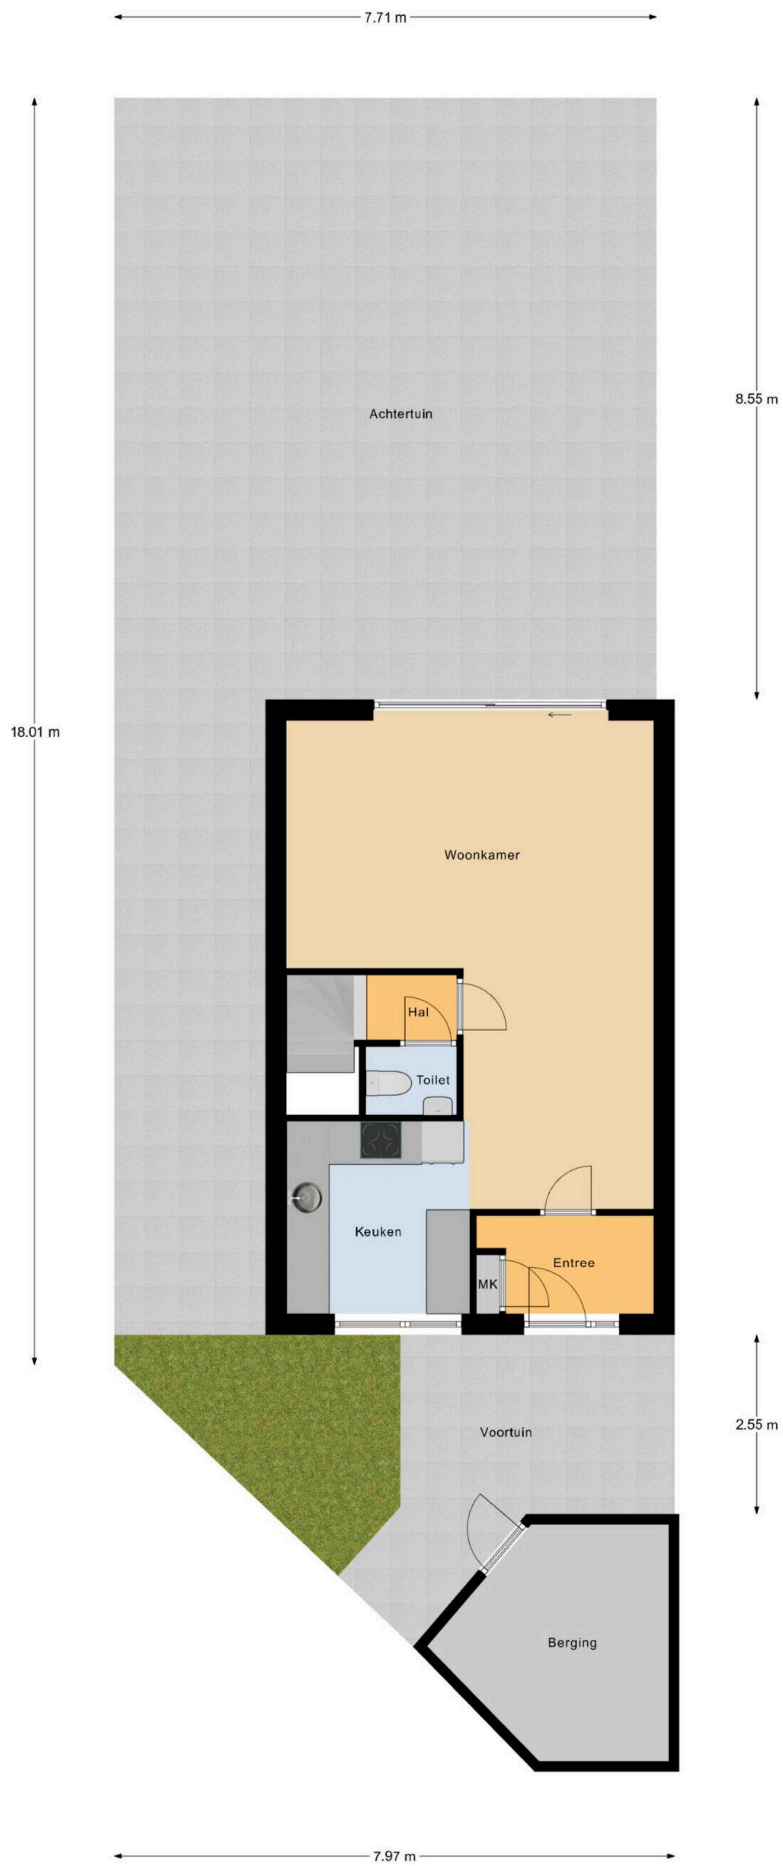 7.71 m
Achtertuin
8.55 m
18.01 m
Woonkamer
Hal
Toilet
Keuken
Entree
MK
Voortuin
2.55 m
Berging
7.97 m